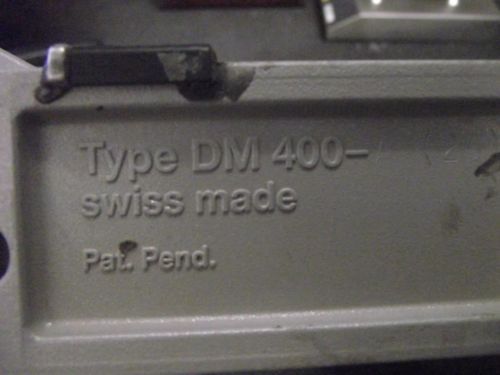 Type DM 400-
swiss made
Pat. Pend.